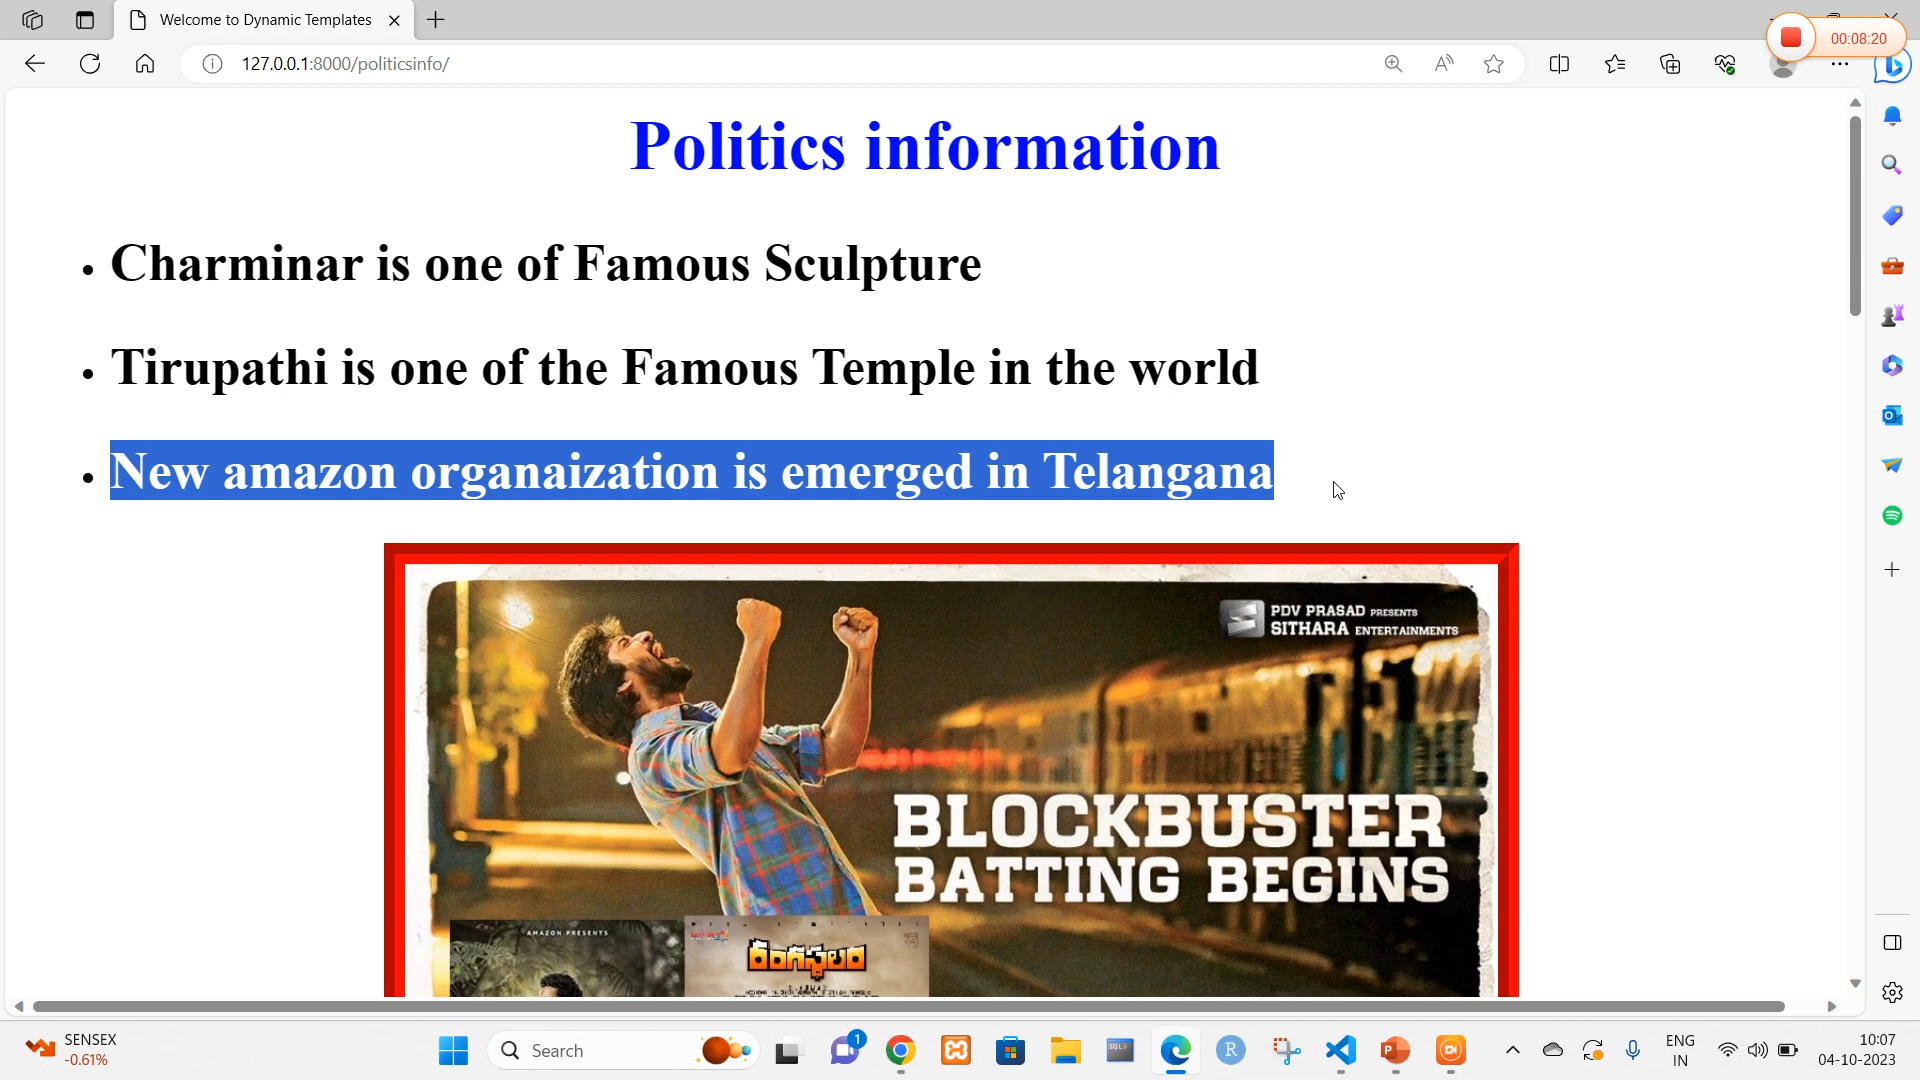 Welcome to Dynamic Templates
00:08:20
127.0.0.1:8000/politicsinfo/
Politics information
Charminar is one of Famous Sculpture
Tirupathi is one of the Famous Temple in the world
New amazon organaization is emerged in Telangana
PDV PRASAD PRESENTS
SITHARA ENTERTAINMENTS
BLOCKBUSTER
BATTING BEGINS
AMAZON PRESENTS
రంగస్థలం
SENSEX
-0.61%
Search
1
ENG
IN
10:07
04-10-2023